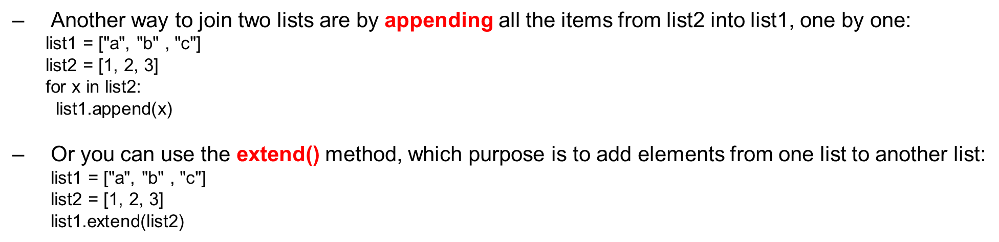 – Another way to join two lists are by appending all the items from list2 into list1, one by one:
list1 = ["a", "b" , "c"]
list2 = [1, 2, 3]
for x in list2:
  list1.append(x)
– Or you can use the extend() method, which purpose is to add elements from one list to another list:
list1 = ["a", "b" , "c"]
list2 = [1, 2, 3]
list1.extend(list2)